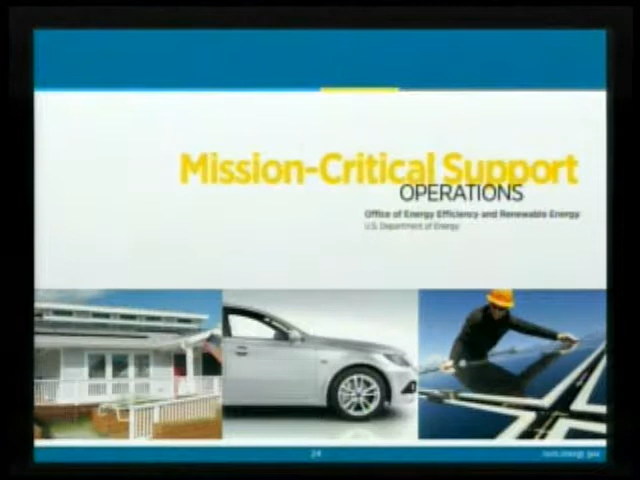 Mission-Critical Support
OPERATIONS
Office of Energy Efficiency and Renewable Energy
U.S. Department of Energy
24